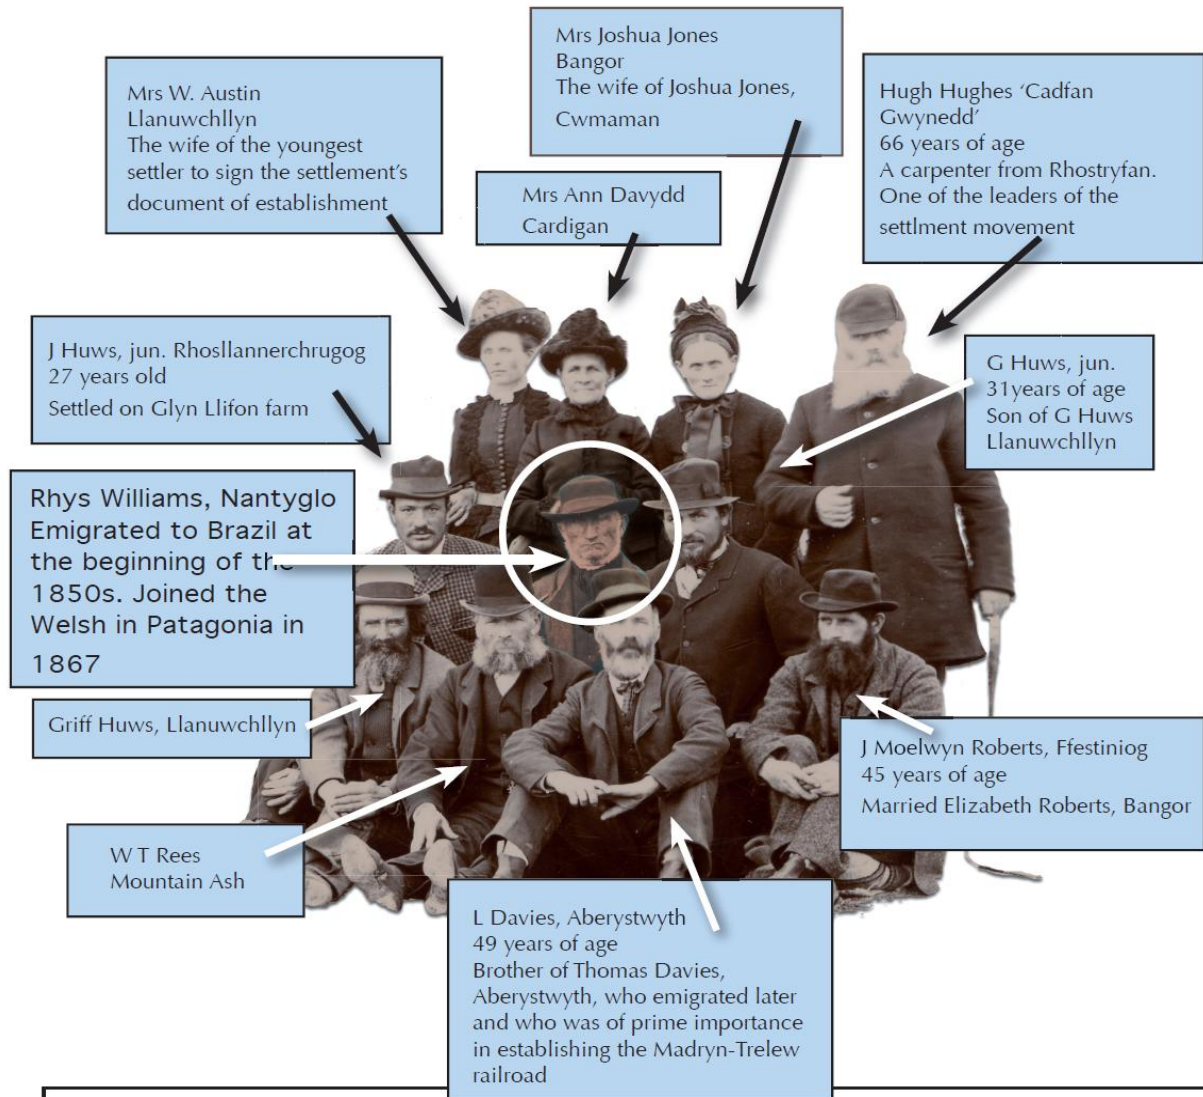 Mrs Joshua Jones
Bangor
The wife of Joshua Jones,
Cwmaman
Mrs W. Austin
Llanuwchllyn
The wife of the youngest
settler to sign the settlement's
document of establishment
Hugh Hughes ‘Cadfan
Gwynedd’
66 years of age
A carpenter from Rhostryfan.
One of the leaders of the
settlment movement
Mrs Ann Davydd
Cardigan
J Huws, jun. Rhosllannerchrugog
27 years old
Settled on Glyn Llifon farm
G Huws, jun.
31years of age
Son of G Huws
Llanuwchllyn
Rhys Williams, Nantyglo
Emigrated to Brazil at
the beginning of the
1850s. Joined the
Welsh in Patagonia in
1867
Griff Huws, Llanuwchllyn
J Moelwyn Roberts, Ffestiniog
45 years of age
Married Elizabeth Roberts, Bangor
W T Rees
Mountain Ash
L Davies, Aberystwyth
49 years of age
Brother of Thomas Davies,
Aberystwyth, who emigrated later
and who was of prime importance
in establishing the Madryn-Trelew
railroad